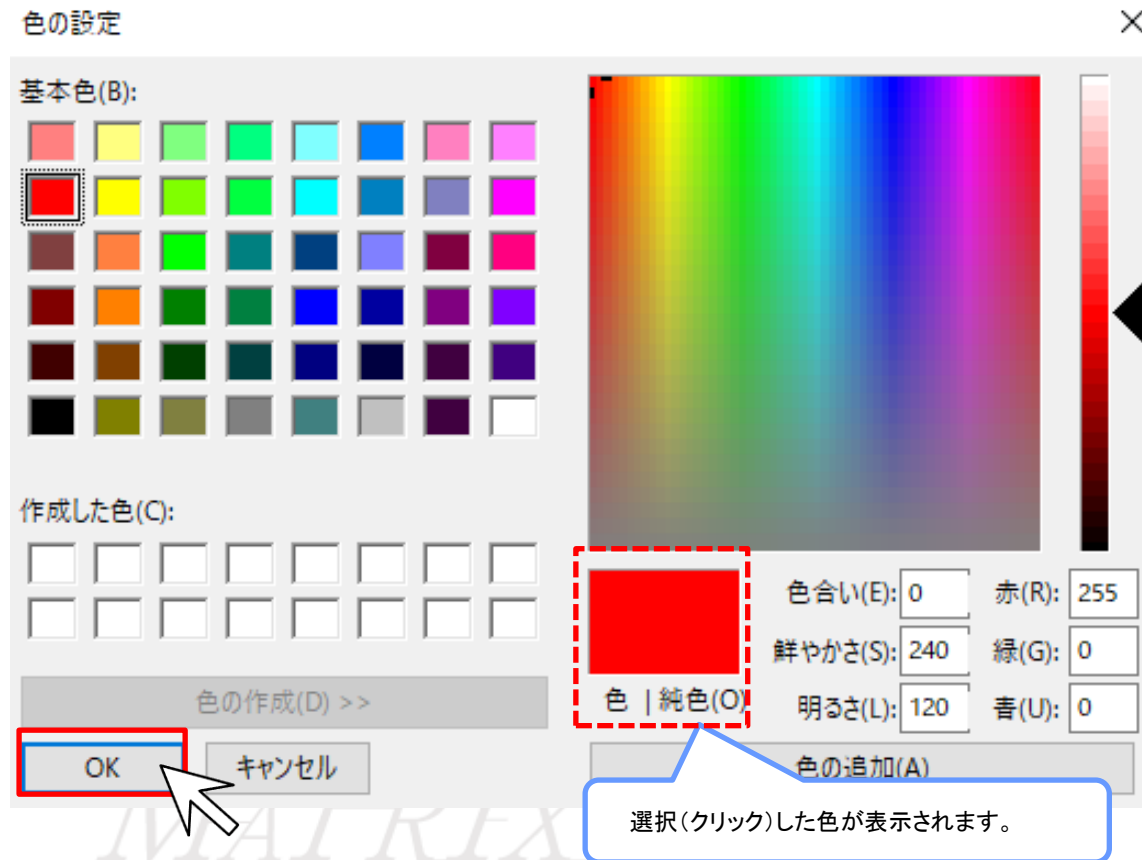 色の設定
基本色(B):
作成した色(C):
色の作成(D) >>
OK
キャンセル
色 | 純色(O)
色合い(E): 0
鮮やかさ(S): 240
明るさ(L): 120
赤(R): 255
緑(G): 0
青(U): 0
色の追加(A)
選択（クリック）した色が表示されます。